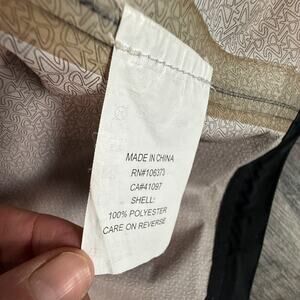 MADE IN CHINA
RN#106373
CA#41097
SHELL:
100% POLYESTER
CARE ON REVERSE